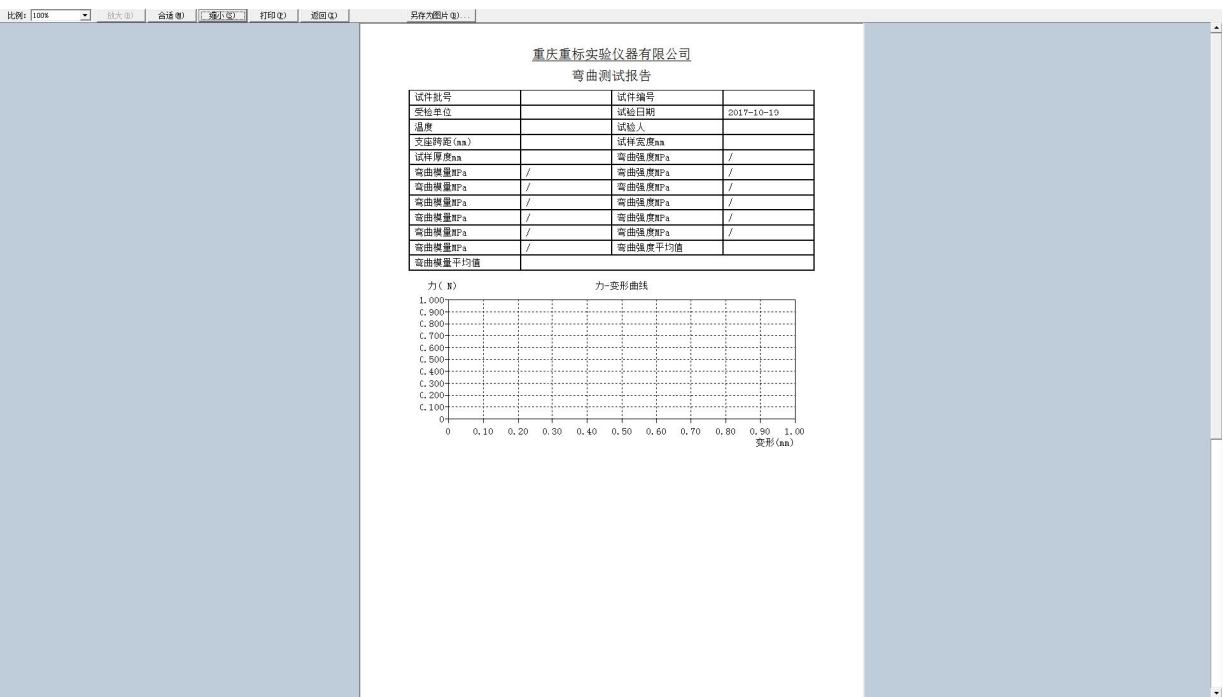 比例: 100% 放大(B) 合适(M) 缩小(S) 打印(P) 返回(X) 另存为图片(B)...
重庆重标实验仪器有限公司
弯曲测试报告
试件批号 试件编号
受检单位 试验日期 2017-10-19
温度 试验人
支座跨距(mm) 试样宽度mm
试样厚度mm 弯曲强度MPa /
弯曲模量MPa / 弯曲强度MPa /
弯曲模量MPa / 弯曲强度MPa /
弯曲模量MPa / 弯曲强度MPa /
弯曲模量MPa / 弯曲强度MPa /
弯曲模量MPa / 弯曲强度MPa /
弯曲模量MPa / 弯曲强度平均值
弯曲模量平均值
力( N) 力-变形曲线
1.000
0.900
0.800
0.700
0.600
0.500
0.400
0.300
0.200
0.100
0
0 0.10 0.20 0.30 0.40 0.50 0.60 0.70 0.80 0.90 1.00
变形(mm)